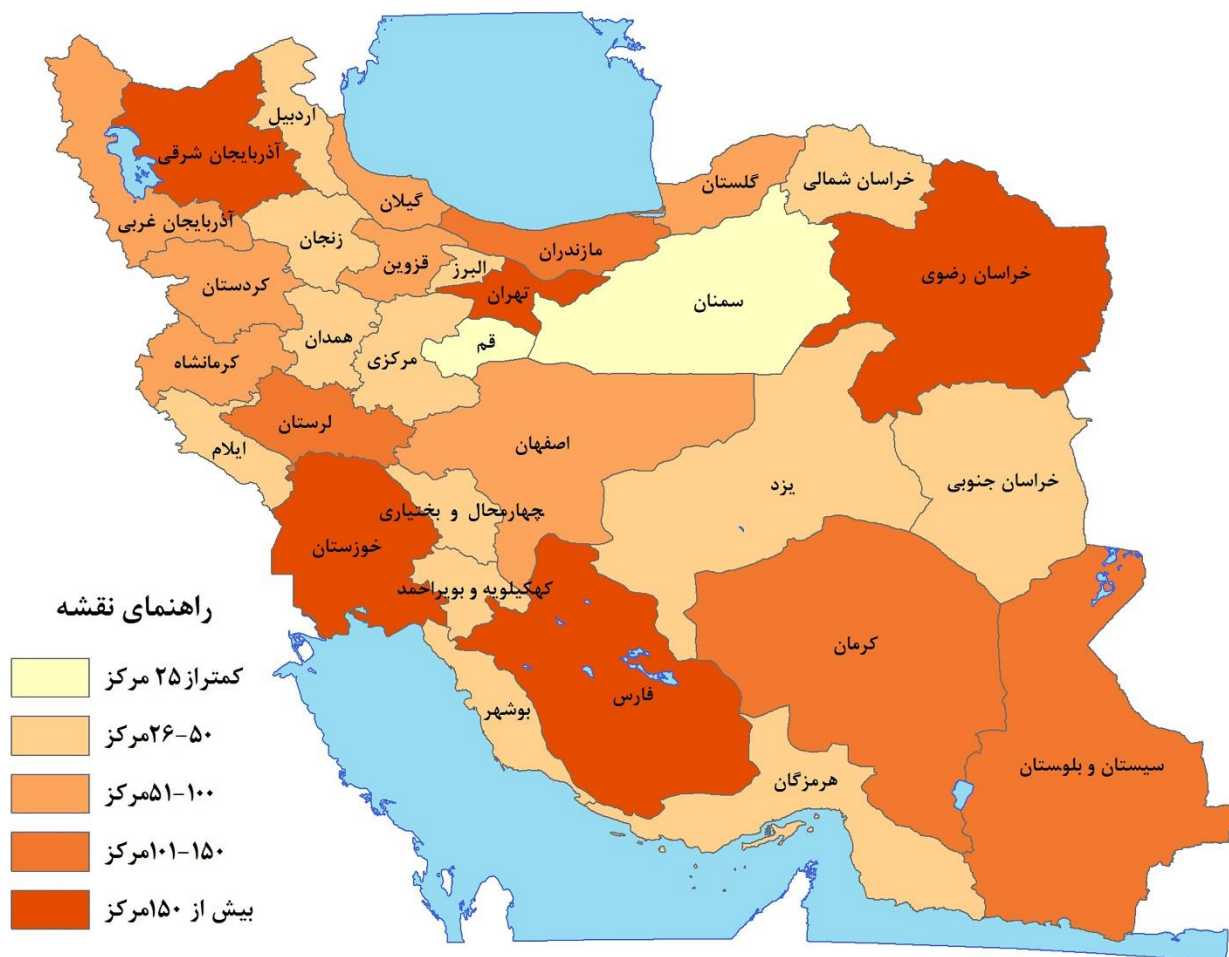 اردبیل
آذربایجان شرقی
خراسان شمالی
گلستان
گیلان
آذربایجان غربی
زنجان
مازندران
قزوین
البرز
خراسان رضوی
کردستان
تهران
سمنان
همدان
قم
مرکزی
کرمانشاه
لرستان
اصفهان
ایلام
یزد
خراسان جنوبی
چهارمحال و بختیاری
خوزستان
کهکیلویه و بویراحمد
کرمان
فارس
بوشهر
سیستان و بلوستان
هرمزگان
راهنمای نقشه
کمتراز ۲۵ مرکز
۲۶-۵۰مرکز
۵۱-۱۰۰مرکز
۱۰۱-۱۵۰مرکز
بیش از ۱۵۰مرکز